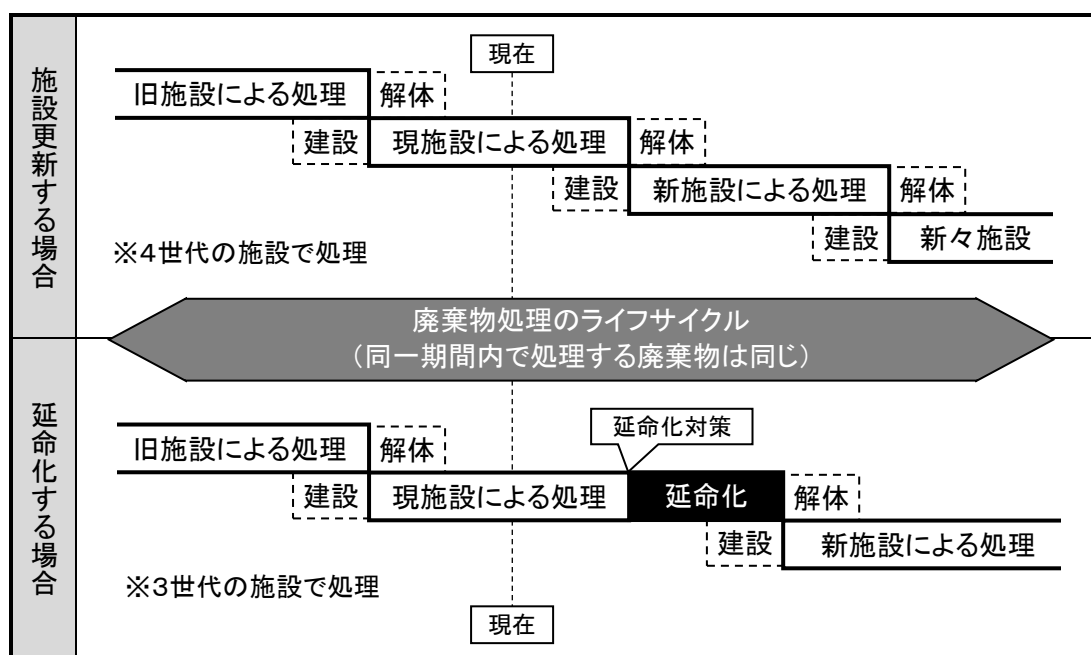 施設更新する場合
現在
旧施設による処理
解体
建設
現施設による処理
解体
建設
新施設による処理
解体
建設
新々施設
※4世代の施設で処理
廃棄物処理のライフサイクル
（同一期間内で処理する廃棄物は同じ）
延命化する場合
延命化対策
旧施設による処理
解体
建設
現施設による処理
延命化
解体
建設
新施設による処理
※3世代の施設で処理
現在